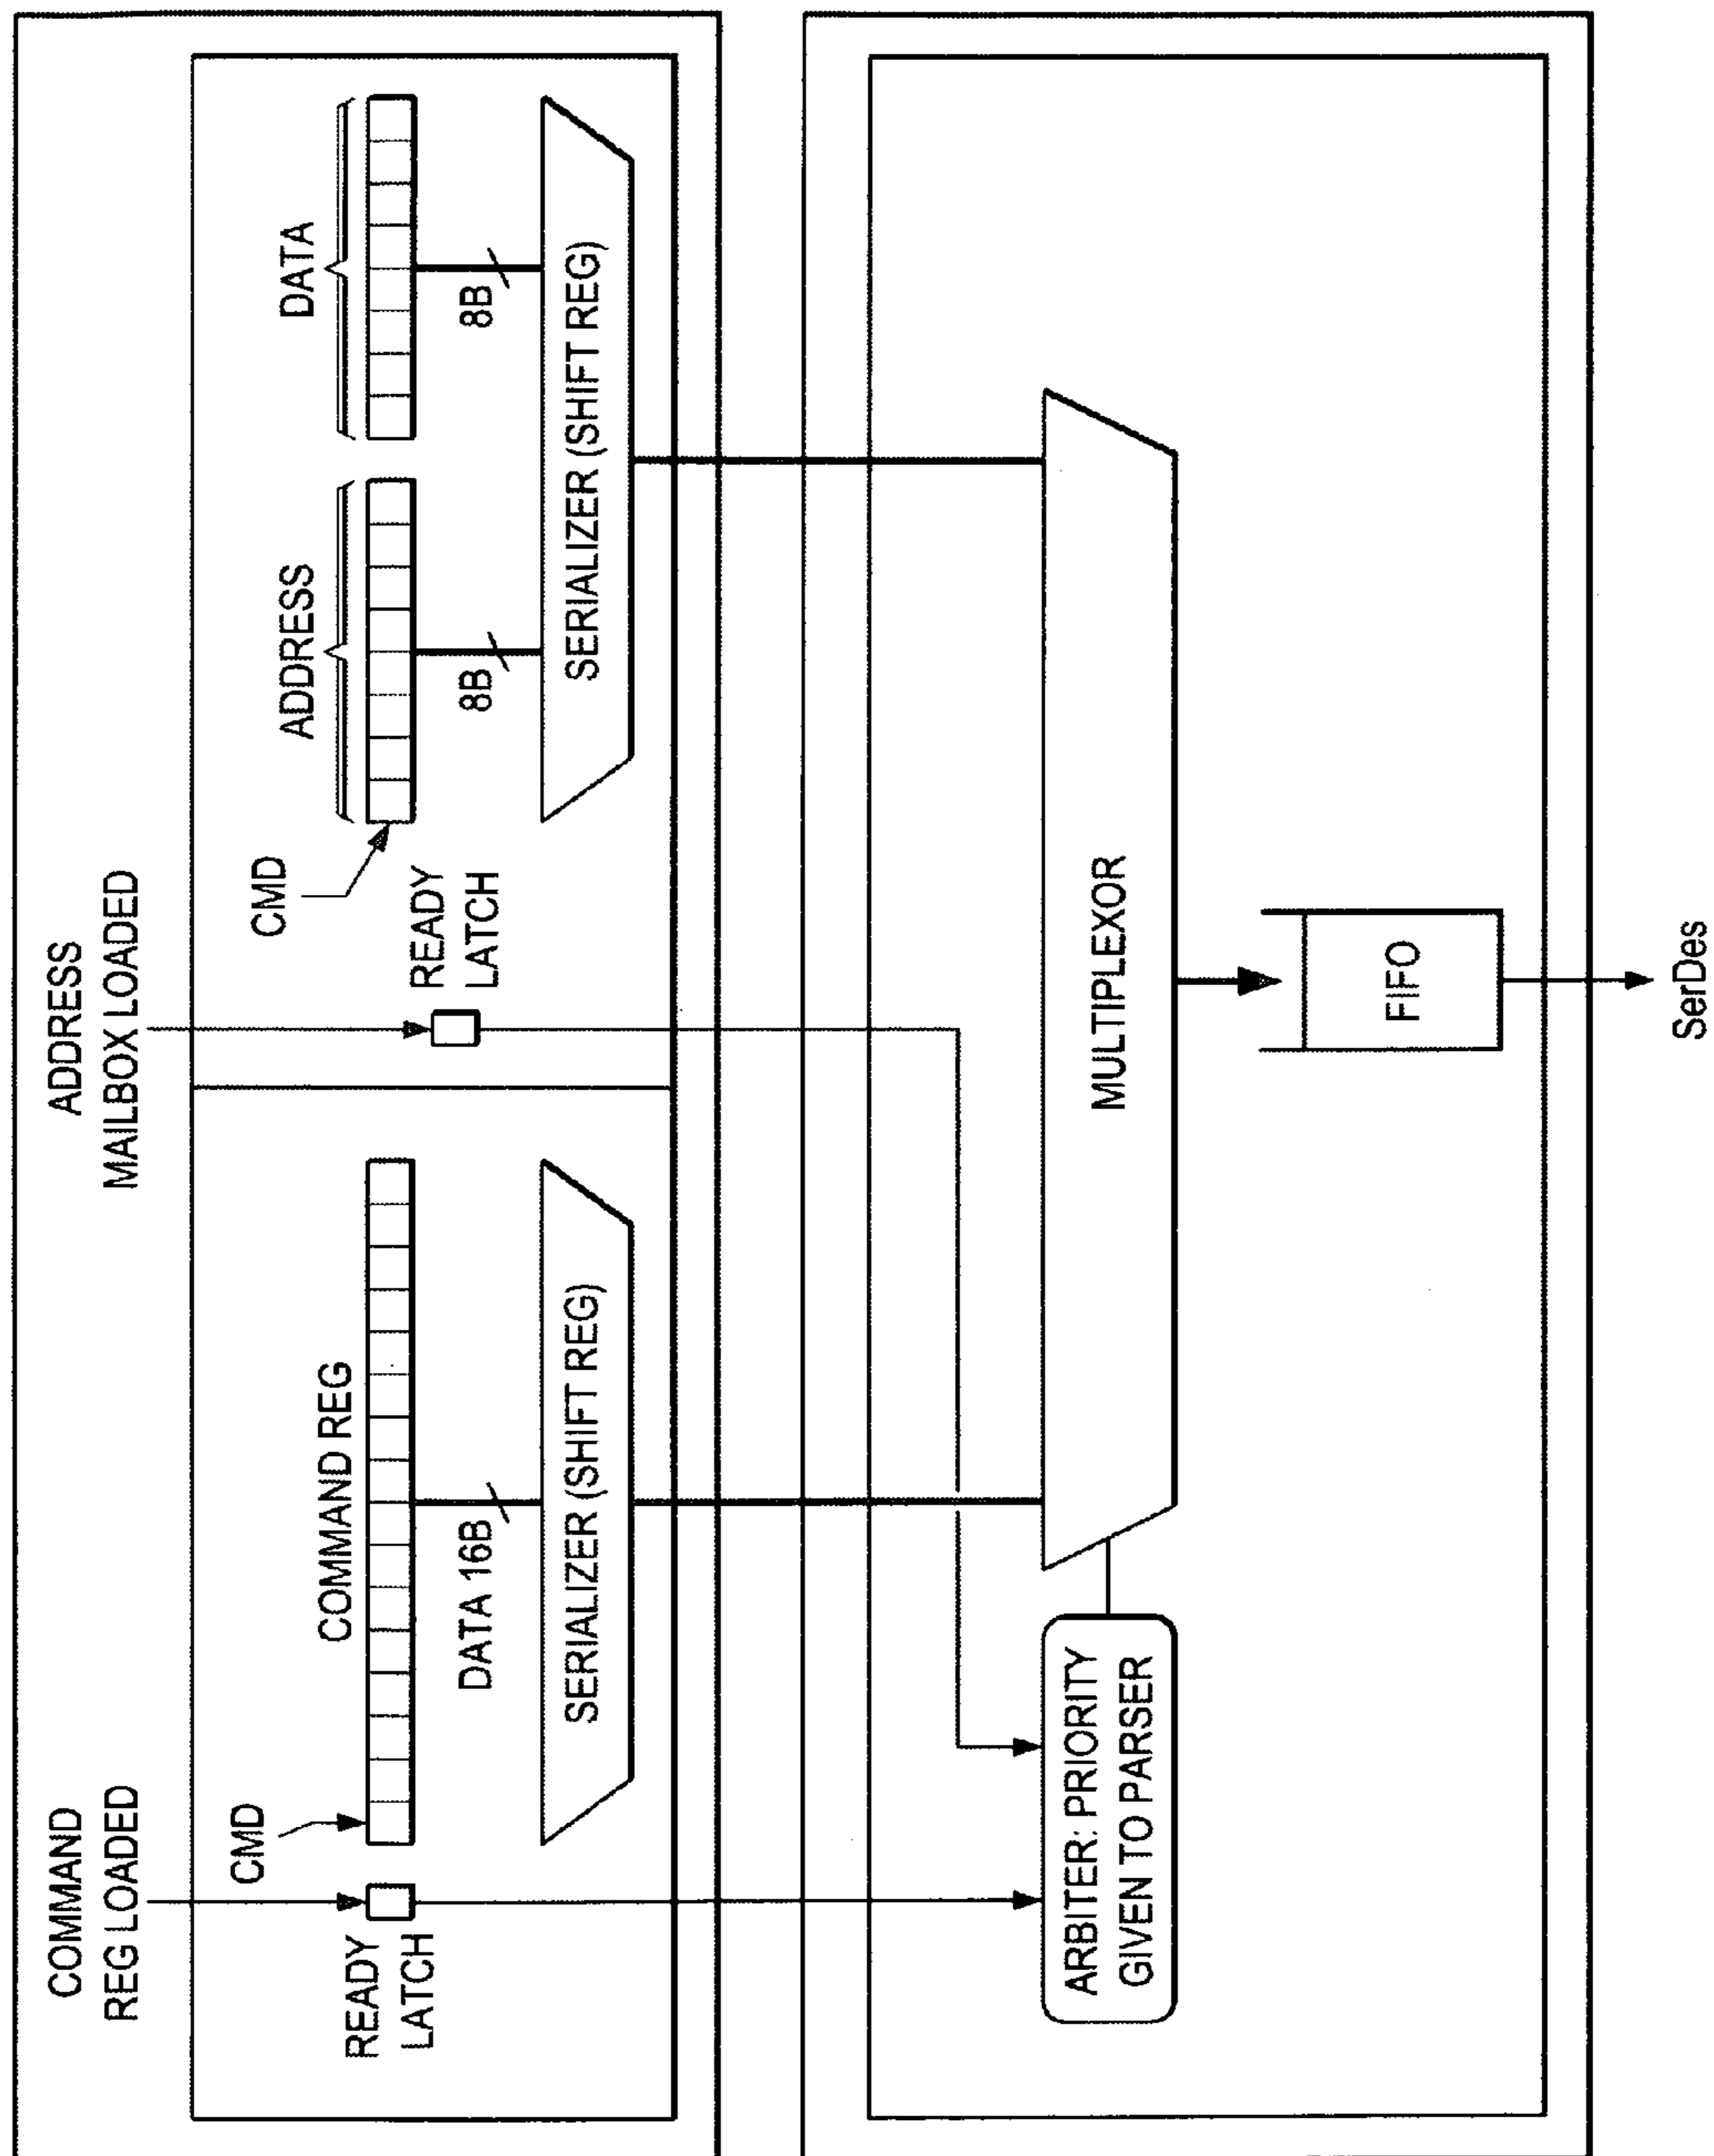 COMMAND
REG LOADED
ADDRESS
MAILBOX LOADED
CMD
COMMAND REG
READY
LATCH
DATA 16B
SERIALIZER (SHIFT REG)
CMD
ADDRESS
DATA
READY
LATCH
8B
8B
SERIALIZER (SHIFT REG)
ARBITER: PRIORITY
GIVEN TO PARSER
MULTIPLEXOR
FIFO
SerDes